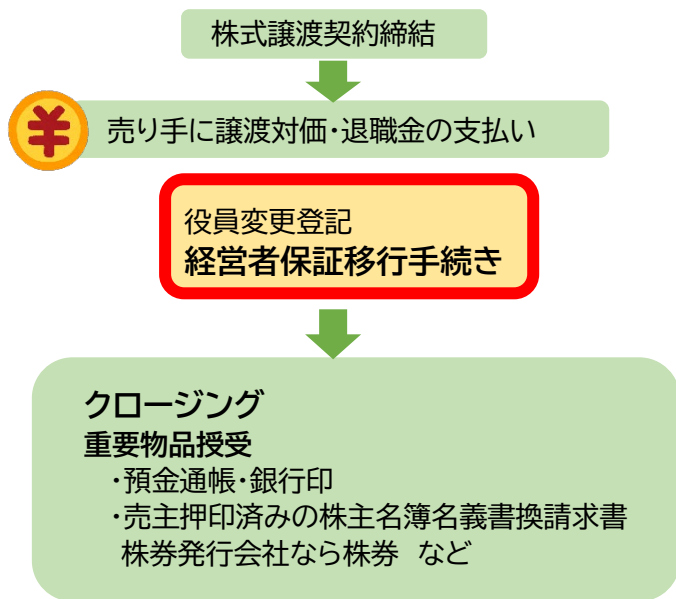 株式譲渡契約締結
¥
売り手に譲渡対価・退職金の支払い
役員変更登記
経営者保証移行手続き
クロージング
重要物品授受
・預金通帳・銀行印
・売主押印済みの株主名簿名義書換請求書
株券発行会社なら株券 など